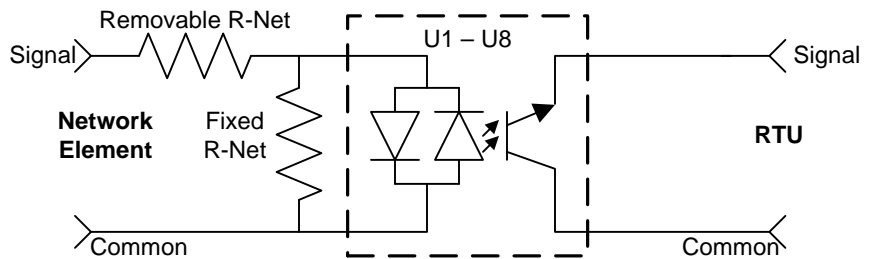 Removable R-Net
U1 – U8
Signal
Signal
Network
Element
Fixed
R-Net
RTU
Common
Common